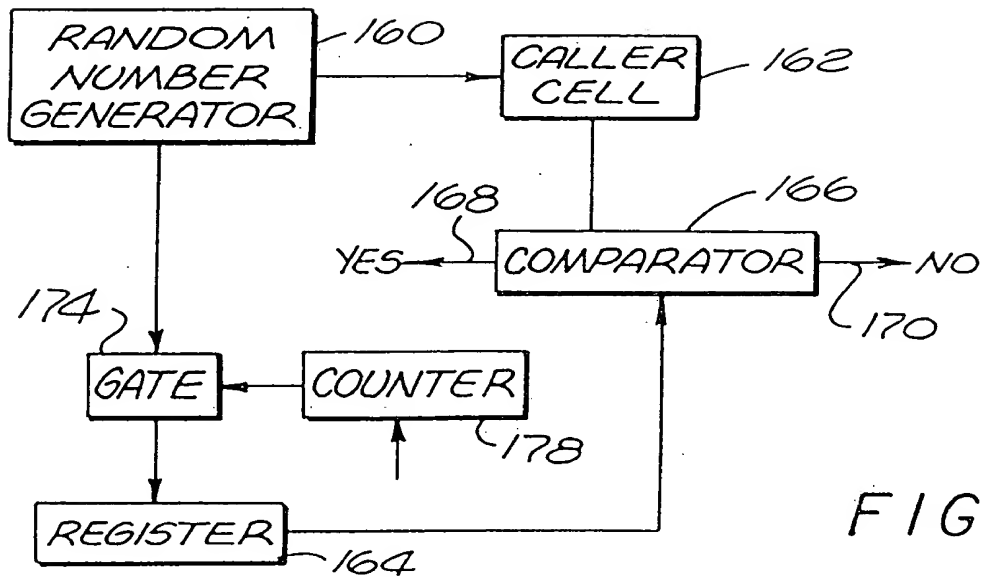 RANDOM
NUMBER
GENERATOR
160
CALLER
CELL
162
168
166
YES
COMPARATOR
NO
170
174
GATE
COUNTER
178
REGISTER
164
FIG